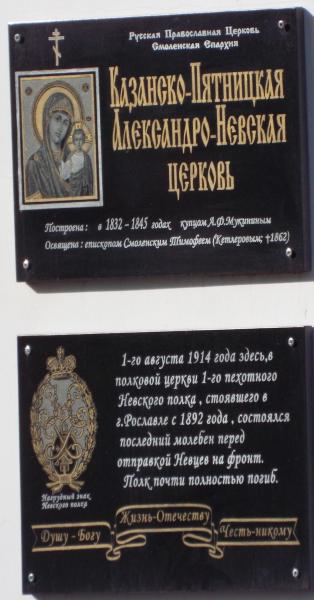 Русская Православная Церковь
Смоленская Епархия
Казанско-Пятницкая
Александро-Невская
церковь
Построена: в 1832-1845 годах купцом А.Ф.Мукининым
Освящена: епископом Смоленским Тимофеем (Кетлеровым; †1862)
1-го августа 1914 года здесь,в
полковой церкви 1-го пехотного
Невского полка , стоявшего в
г.Рославле с 1892 года , состоялся
последний молебен перед
отправкой Невцев на фронт.
Полк почти полностью погиб.
Нагрудный знак
Невского полка
Душу - Богу
Жизнь-Отечеству
Честь-никому